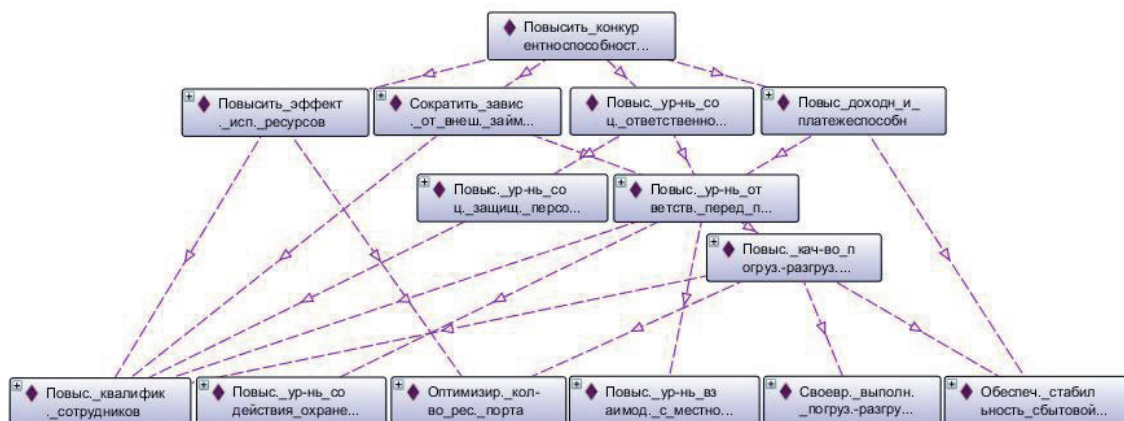 Повысить_конкур
ентноспособност...
Повысить_эффект
._исп._ресурсов
Сократить_завис
._от_внеш._займ...
Повыс._ур-нь_со
ц._ответственно...
Повыс_доходн_и_
платежеспособн
Повыс._ур-нь_со
ц._защищ._персо...
Повыс._ур-нь_от
ветств._перед_п...
Повыс._кач-во_п
огруз.-разгруз....
Повыс._квалифик
._сотрудников
Повыс._ур-нь_со
действия_охране...
Оптимизир._кол-
во_рес._порта
Повыс._ур-нь_вз
аимод._с_местно...
Своевр._выполн.
_погруз.-разгру...
Обеспеч._стабил
ьность_сбытовой...